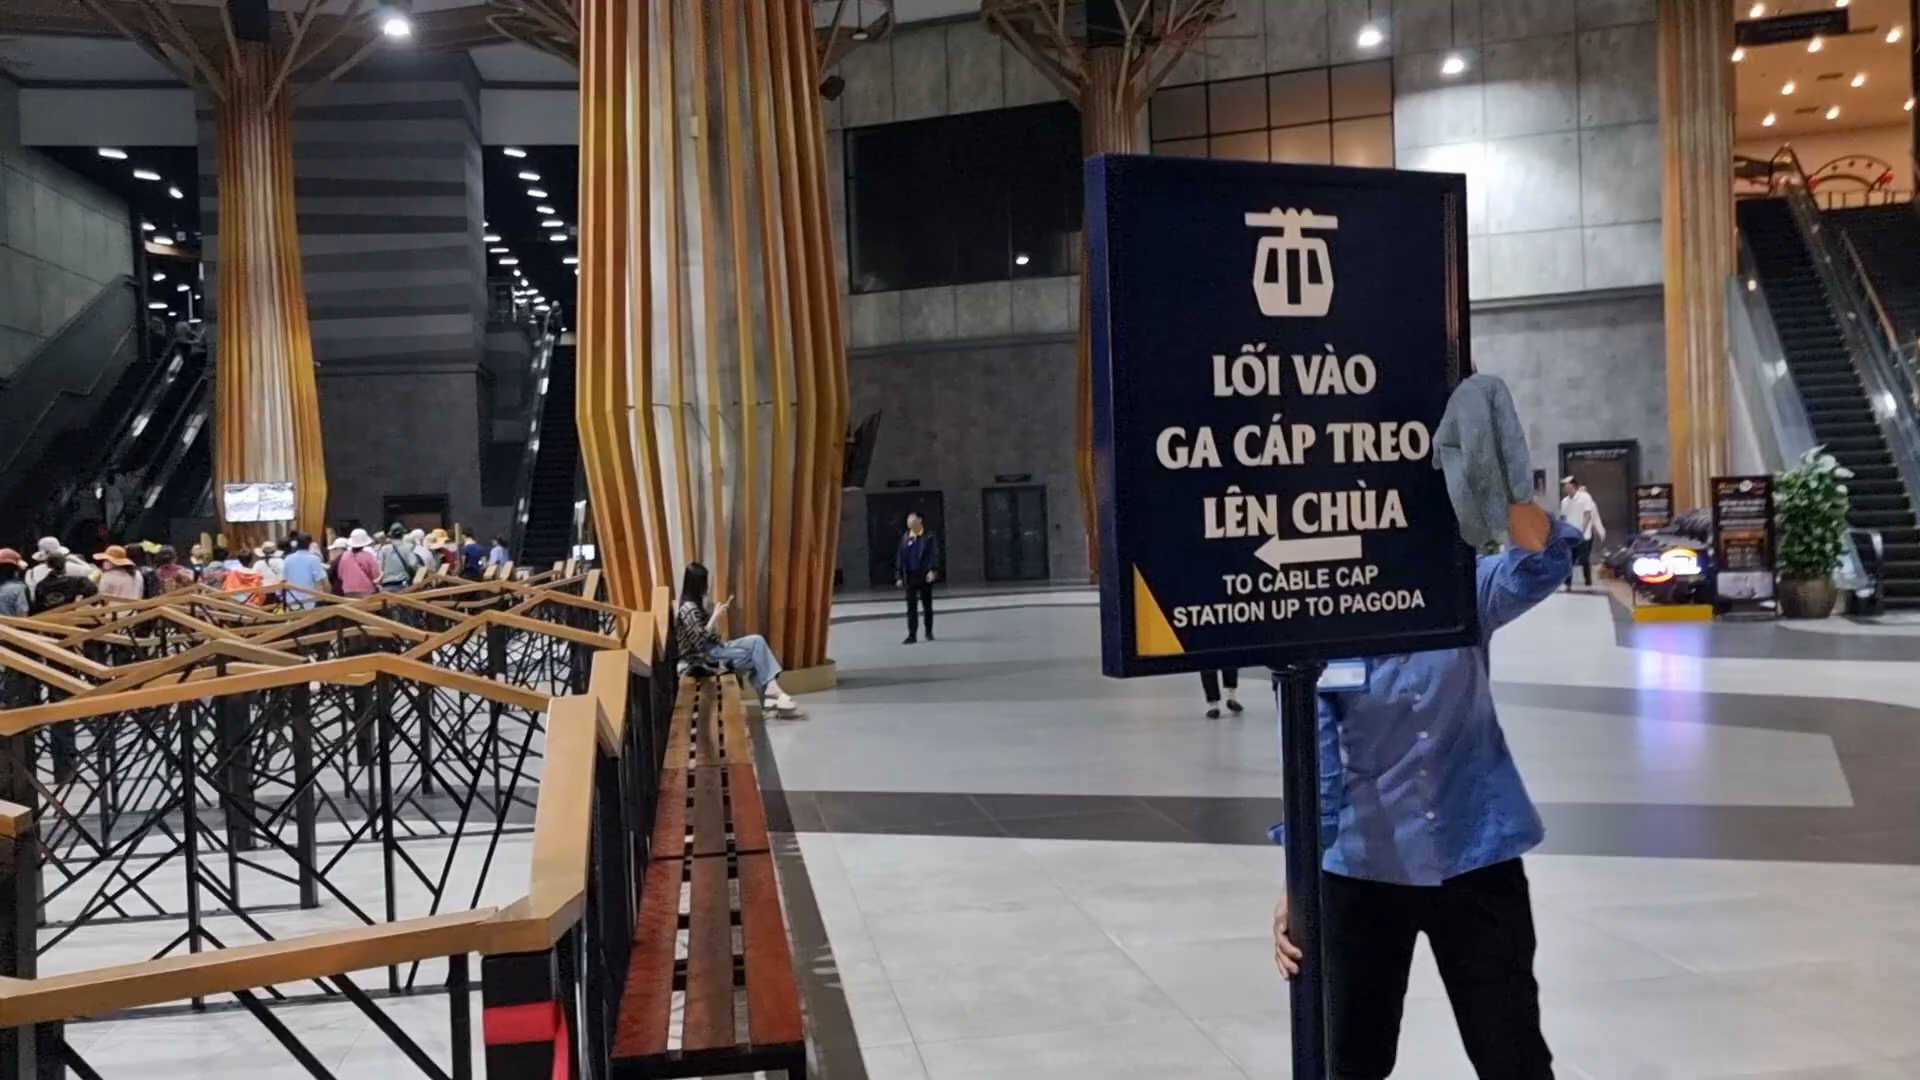 LỐI VÀO
GA CÁP TREO
LÊN CHÙA
TO CABLE CAP
STATION UP TO PAGODA